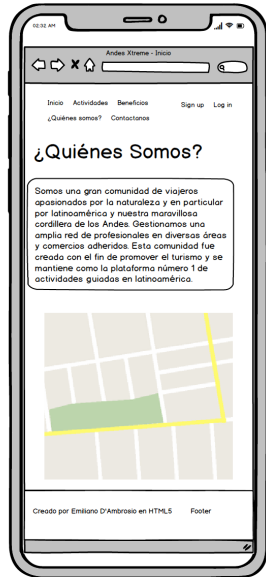 02:32 AM
Andes Xtreme - Inicio
Inicio Actividades Beneficios Sign up Log in
¿Quiénes somos? Contactanos
¿Quiénes Somos?
Somos una gran comunidad de viajeros
apasionados por la naturaleza y en particular
por latinoamérica y nuestra maravillosa
cordillera de los Andes. Gestionamos una
amplia red de profesionales en diversas áreas
y comercios adheridos. Esta comunidad fue
creada con el fin de promover el turismo y se
mantiene como la plataforma número 1 de
actividades guiadas en latinoamérica.
Creado por Emiliano D'Ambrosio en HTML5 Footer